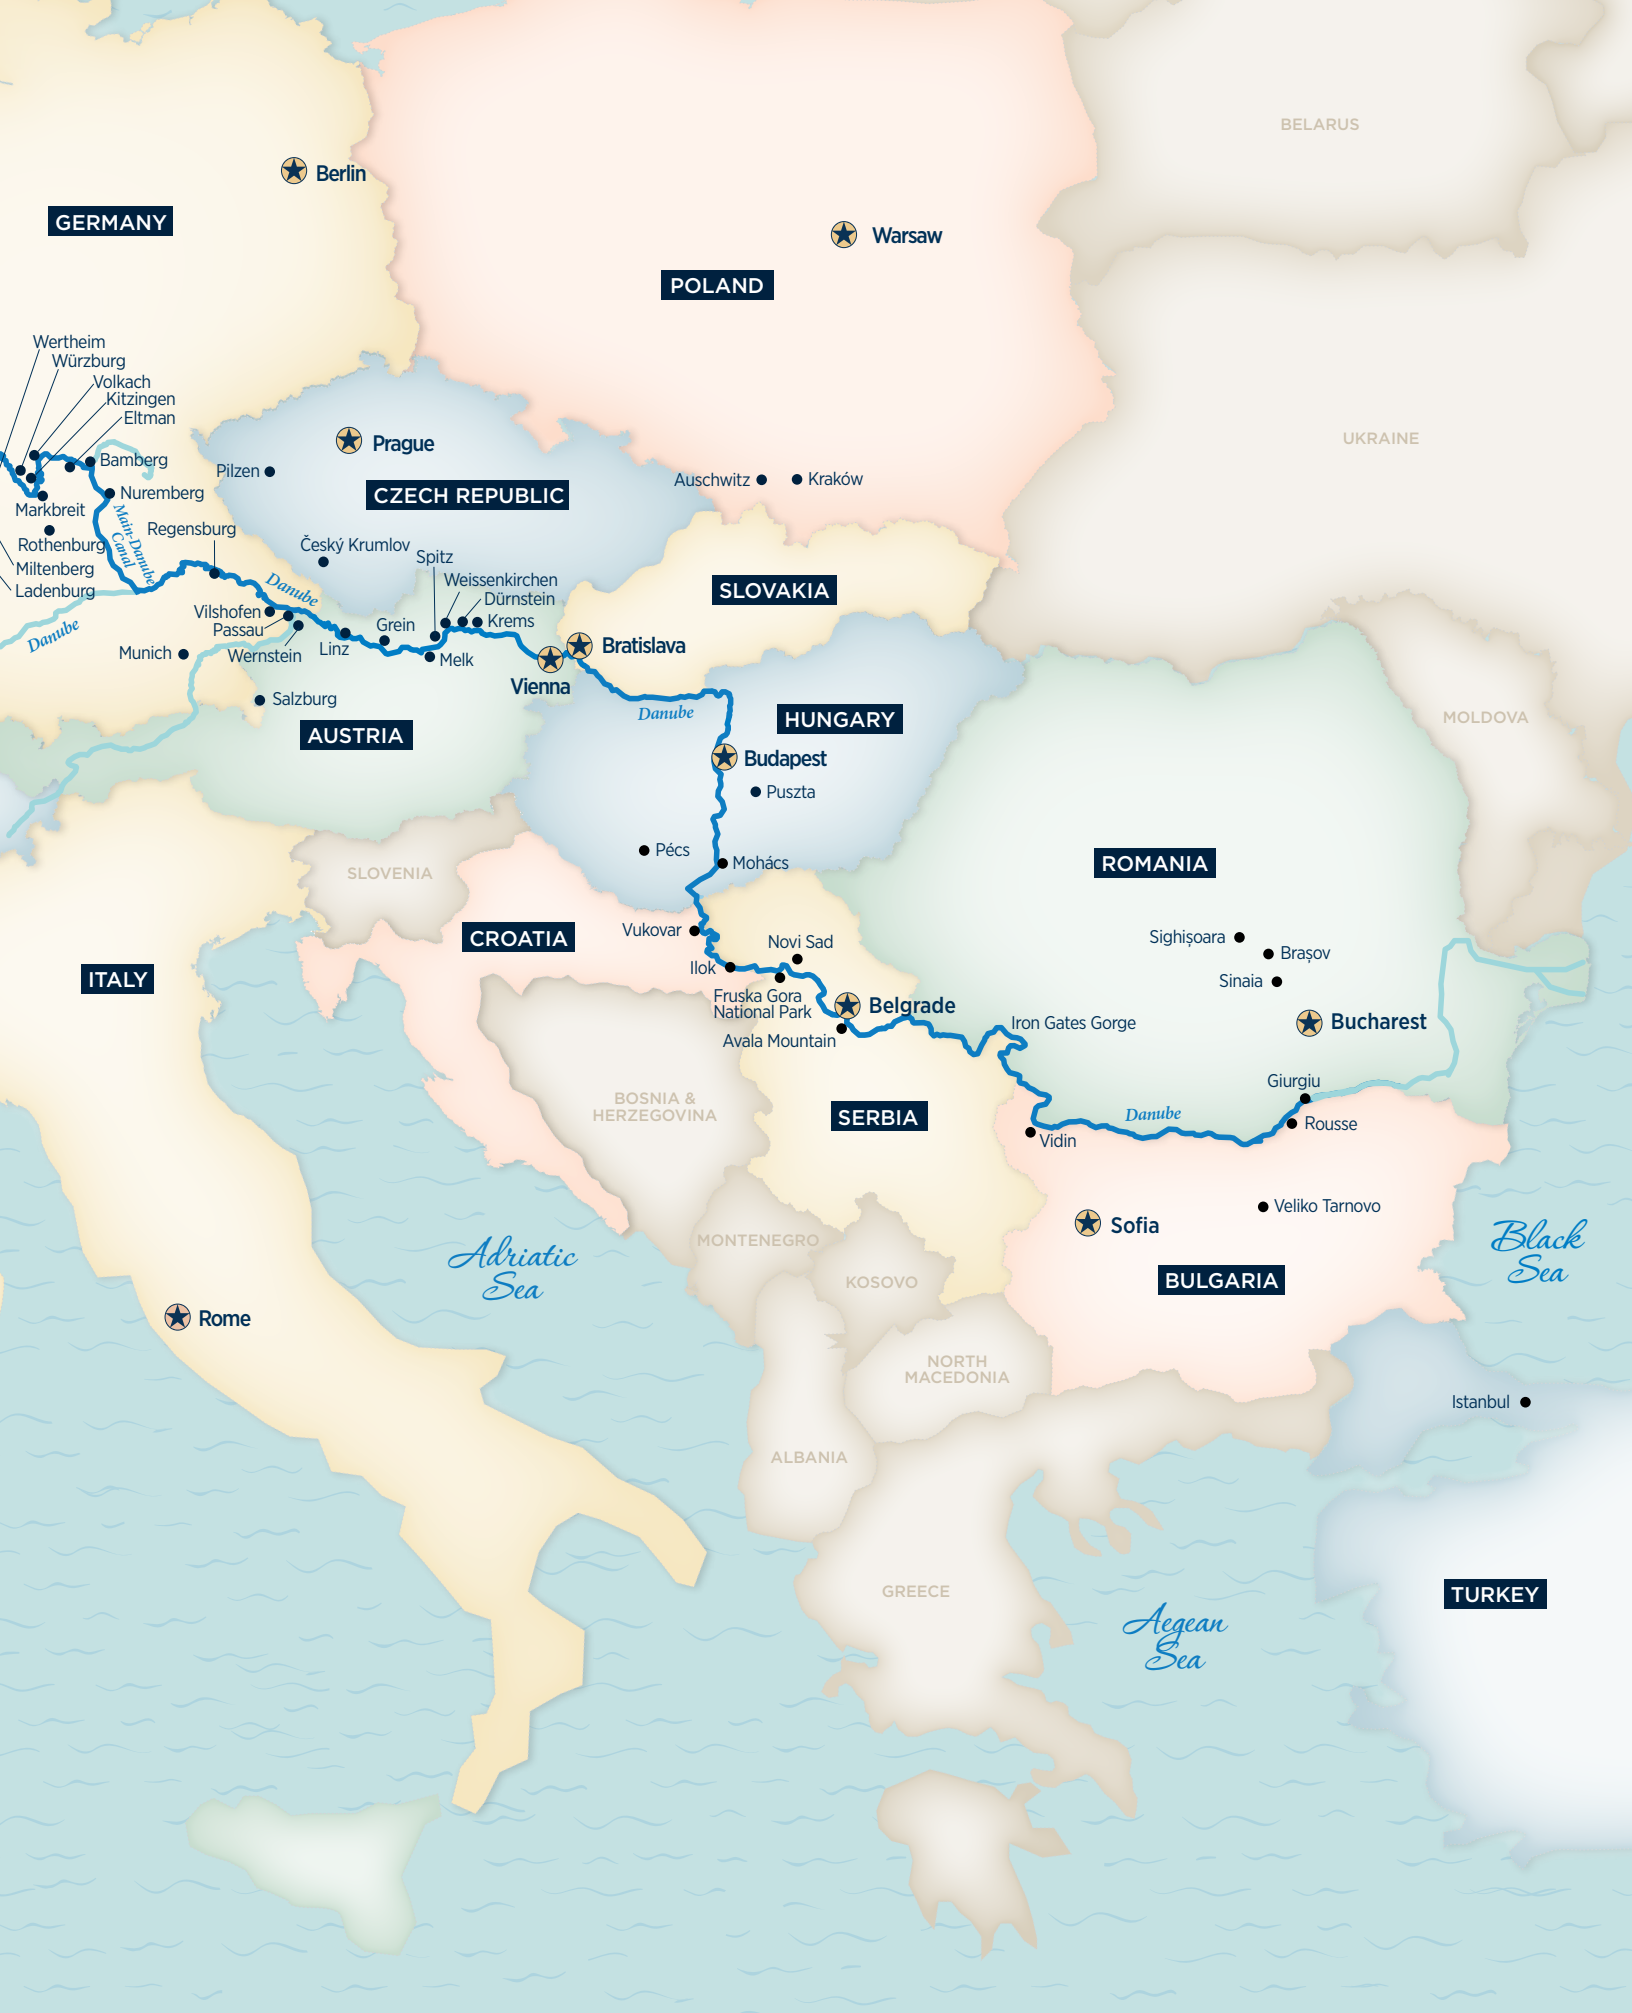 BELARUS
Berlin
GERMANY
Warsaw
POLAND
Wertheim
Würzburg
Volkach
Kitzingen
Eltman
UKRAINE
Prague
Bamberg
Pilzen
Auschwitz
Kraków
CZECH REPUBLIC
Nuremberg
Markbreit
Main-Danube
Canal
Regensburg
Rothenburg
Český Krumlov
Spitz
Miltenberg
Ladenburg
Danube
Weissenkirchen
Dürnstein
SLOVAKIA
Vilshofen
Passau
Grein
Krems
Danube
Wernstein
Linz
Bratislava
Munich
Melk
Vienna
Salzburg
Danube
HUNGARY
MOLDOVA
AUSTRIA
Budapest
Puszta
Pécs
Mohács
ROMANIA
SLOVENIA
CROATIA
Vukovar
Novi Sad
Sighișoara
Brașov
Ilok
ITALY
Sinaia
Fruska Gora
National Park
Belgrade
Bucharest
Iron Gates Gorge
Avala Mountain
Giurgiu
BOSNIA &
HERZEGOVINA
SERBIA
Danube
Rousse
Vidin
Veliko Tarnovo
Sofia
MONTENEGRO
Adriatic
Sea
Black
Sea
KOSOVO
BULGARIA
Rome
NORTH
MACEDONIA
Istanbul
ALBANIA
GREECE
TURKEY
Aegean
Sea